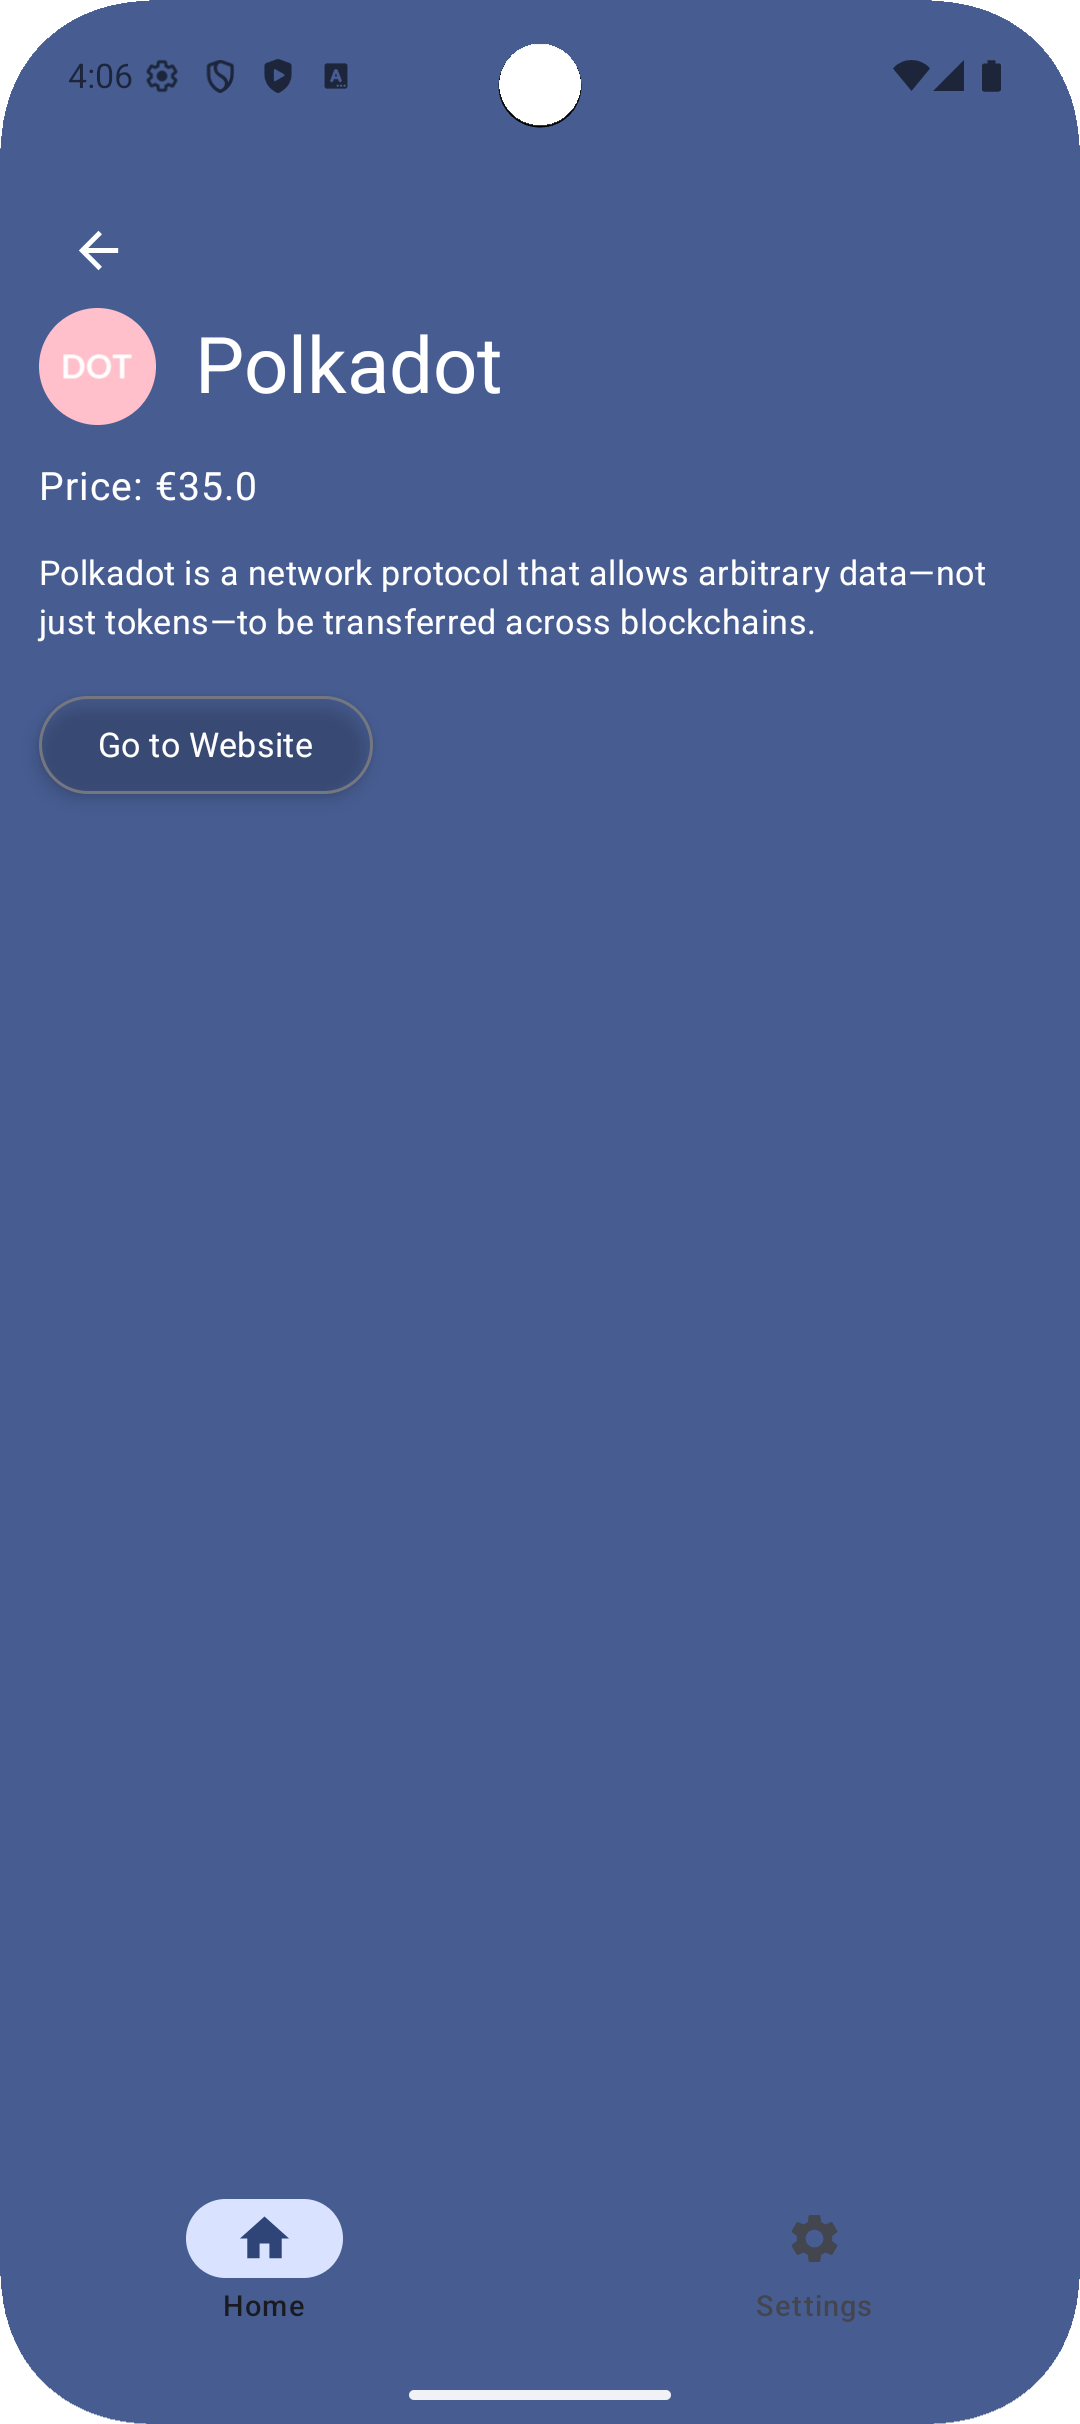 4:06
DOT
Polkadot
Price: €35.0
Polkadot is a network protocol that allows arbitrary data—not
just tokens—to be transferred across blockchains.
Go to Website
Home
Settings